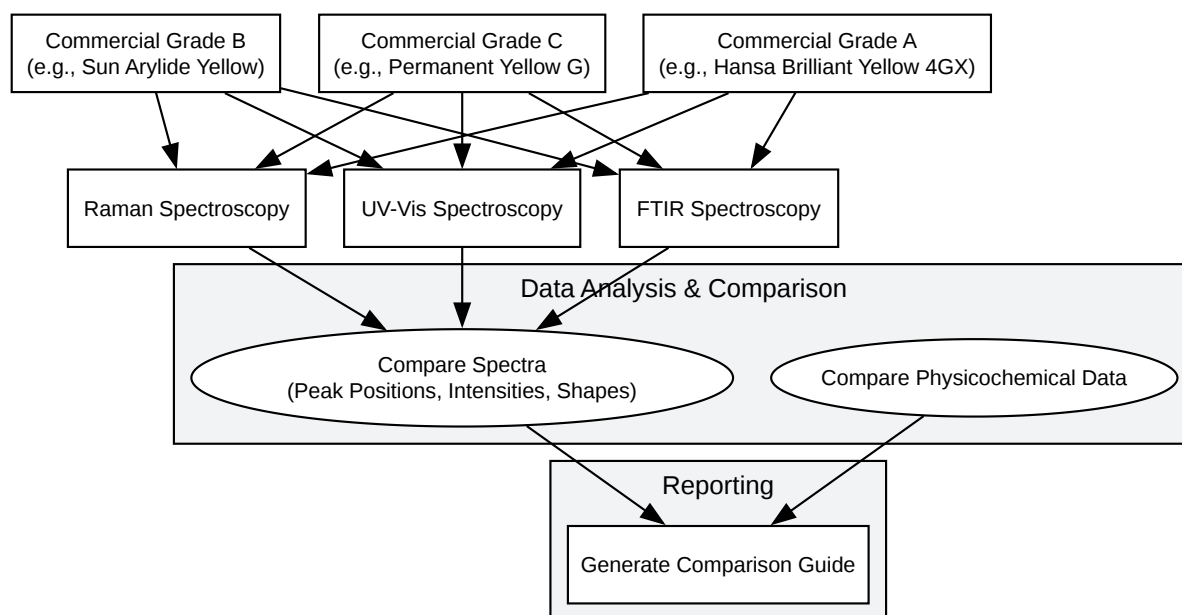 Commercial Grade B
(e.g., Sun Arylide Yellow)
Commercial Grade C
(e.g., Permanent Yellow G)
Commercial Grade A
(e.g., Hansa Brilliant Yellow 4GX)
Raman Spectroscopy
UV-Vis Spectroscopy
FTIR Spectroscopy
Data Analysis & Comparison
Compare Spectra
(Peak Positions, Intensities, Shapes)
Compare Physicochemical Data
Reporting
Generate Comparison Guide